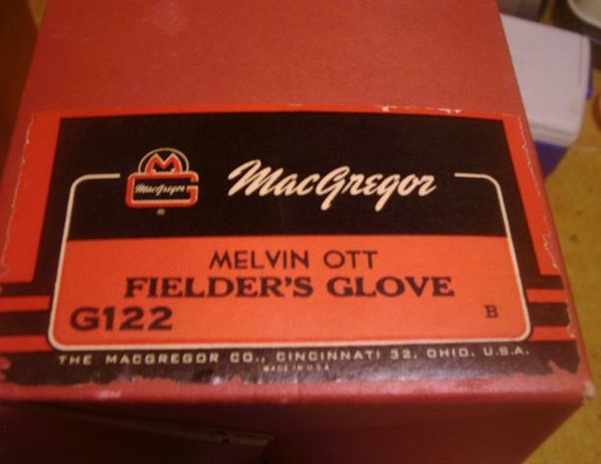 MacGregor
®
MacGregor
MELVIN OTT
FIELDER'S GLOVE
G122
B
THE MACGREGOR CO., CINCINNATI 32, OHIO, U.S.A.
MADE IN U.S.A.